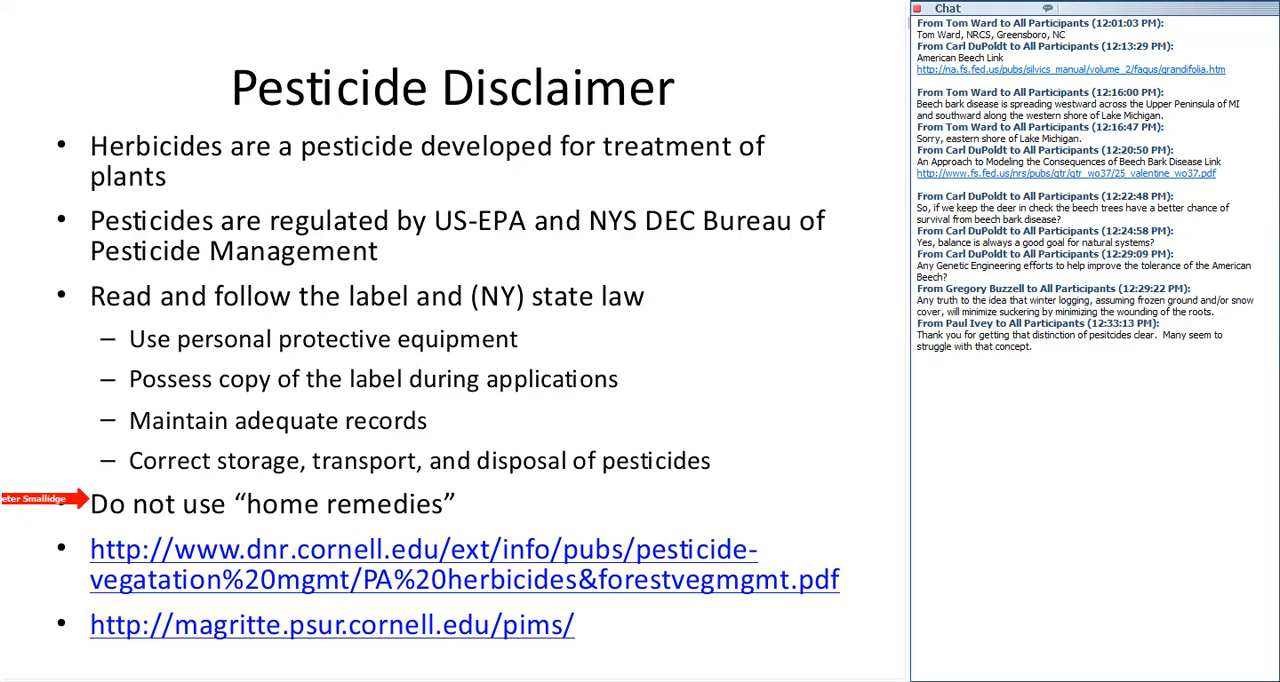 Pesticide Disclaimer
• Herbicides are a pesticide developed for treatment of
plants
• Pesticides are regulated by US-EPA and NYS DEC Bureau of
Pesticide Management
• Read and follow the label and (NY) state law
– Use personal protective equipment
– Possess copy of the label during applications
– Maintain adequate records
– Correct storage, transport, and disposal of pesticides
eter Smallidge
Do not use “home remedies”
• http://www.dnr.cornell.edu/ext/info/pubs/pesticide-
vegatation%20mgmt/PA%20herbicides&forestvegmgmt.pdf
• http://magritte.psur.cornell.edu/pims/
Chat
From Tom Ward to All Participants (12:01:03 PM):
Tom Ward, NRCS, Greensboro, NC
From Carl DuPoldt to All Participants (12:13:29 PM):
American Beech Link
http://na.fs.fed.us/pubs/silvics_manual/volume_2/fagus/grandifolia.htm
From Tom Ward to All Participants (12:16:00 PM):
Beech bark disease is spreading westward across the Upper Peninsula of MI
and southward along the western shore of Lake Michigan.
From Tom Ward to All Participants (12:16:47 PM):
Sorry, eastern shore of Lake Michigan.
From Carl DuPoldt to All Participants (12:20:50 PM):
An Approach to Modeling the Consequences of Beech Bark Disease Link
http://www.fs.fed.us/nrs/pubs/gtr/gtr_wo37/25_valentine_wo37.pdf
From Carl DuPoldt to All Participants (12:22:48 PM):
So, if we keep the deer in check the beech trees have a better chance of
survival from beech bark disease?
From Carl DuPoldt to All Participants (12:24:58 PM):
Yes, balance is always a good goal for natural systems?
From Carl DuPoldt to All Participants (12:29:09 PM):
Any Genetic Engineering efforts to help improve the tolerance of the American
Beech?
From Gregory Buzzell to All Participants (12:29:22 PM):
Any truth to the idea that winter logging, assuming frozen ground and/or snow
cover, will minimize suckering by minimizing the wounding of the roots.
From Paul Ivey to All Participants (12:33:13 PM):
Thank you for getting that distinction of pesitcides clear.  Many seem to
struggle with that concept.